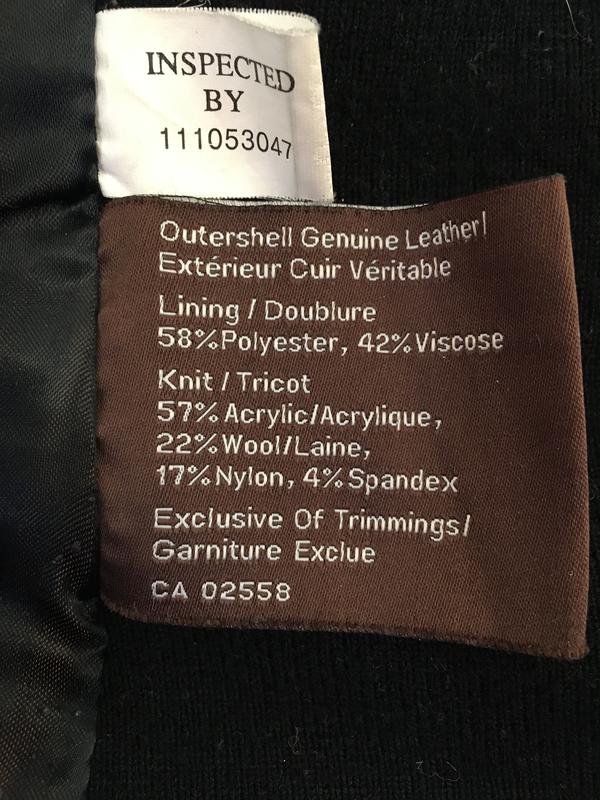 INSPECTED
BY
111053047
Outershell Genuine Leather/
Extérieur Cuir Véritable
Lining / Doublure
58%Polyester, 42%Viscose
Knit / Tricot
57%Acrylic/Acrylique,
22%Wool/Laine,
17%Nylon, 4%Spandex
Exclusive Of Trimmings/
Garniture Exclue
CA 02558